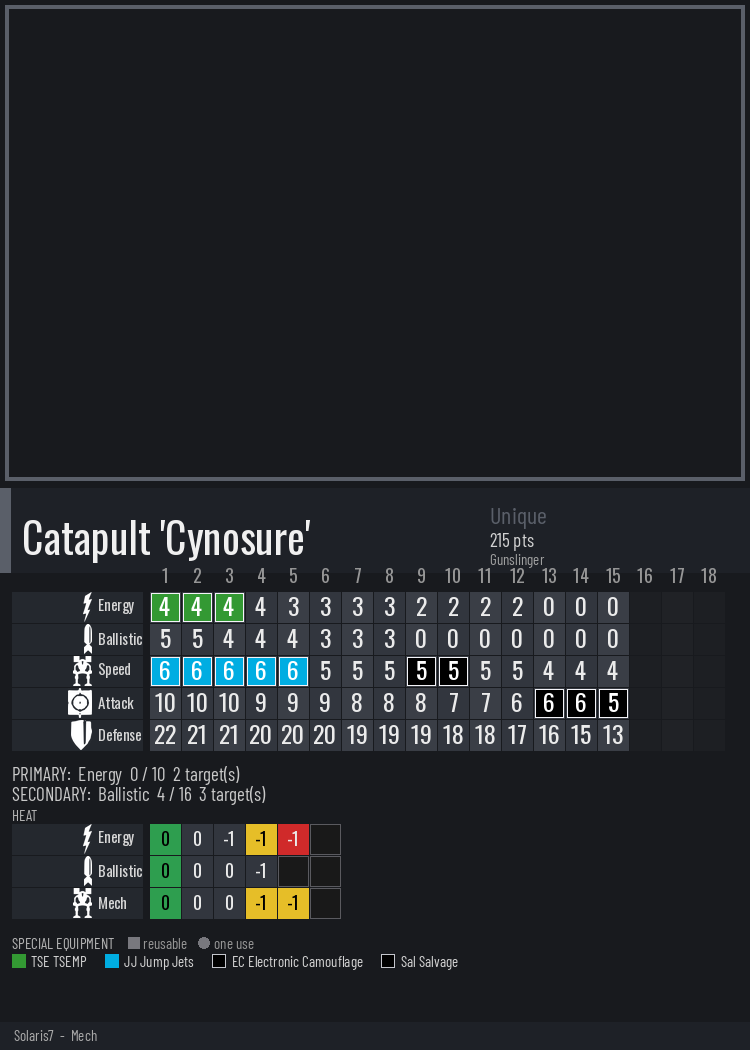 Catapult 'Cynosure'
Unique
215 pts
Gunslinger
1 2 3 4 5 6 7 8 9 10 11 12 13 14 15 16 17 18
Energy 4 4 4 4 3 3 3 3 2 2 2 2 0 0 0
Ballistic 5 5 4 4 4 3 3 3 0 0 0 0 0 0 0
Speed 6 6 6 6 6 5 5 5 5 5 5 5 4 4 4
Attack 10 10 10 9 9 9 8 8 8 7 7 6 6 6 5
Defense 22 21 21 20 20 20 19 19 19 18 18 17 16 15 13
PRIMARY: Energy 0 / 10 2 target(s)
SECONDARY: Ballistic 4 / 16 3 target(s)
HEAT
Energy 0 0 -1 -1 -1
Ballistic 0 0 0 -1
Mech 0 0 0 -1 -1
SPECIAL EQUIPMENT reusable one use
TSE TSEMP JJ Jump Jets EC Electronic Camouflage Sal Salvage
Solaris7 - Mech